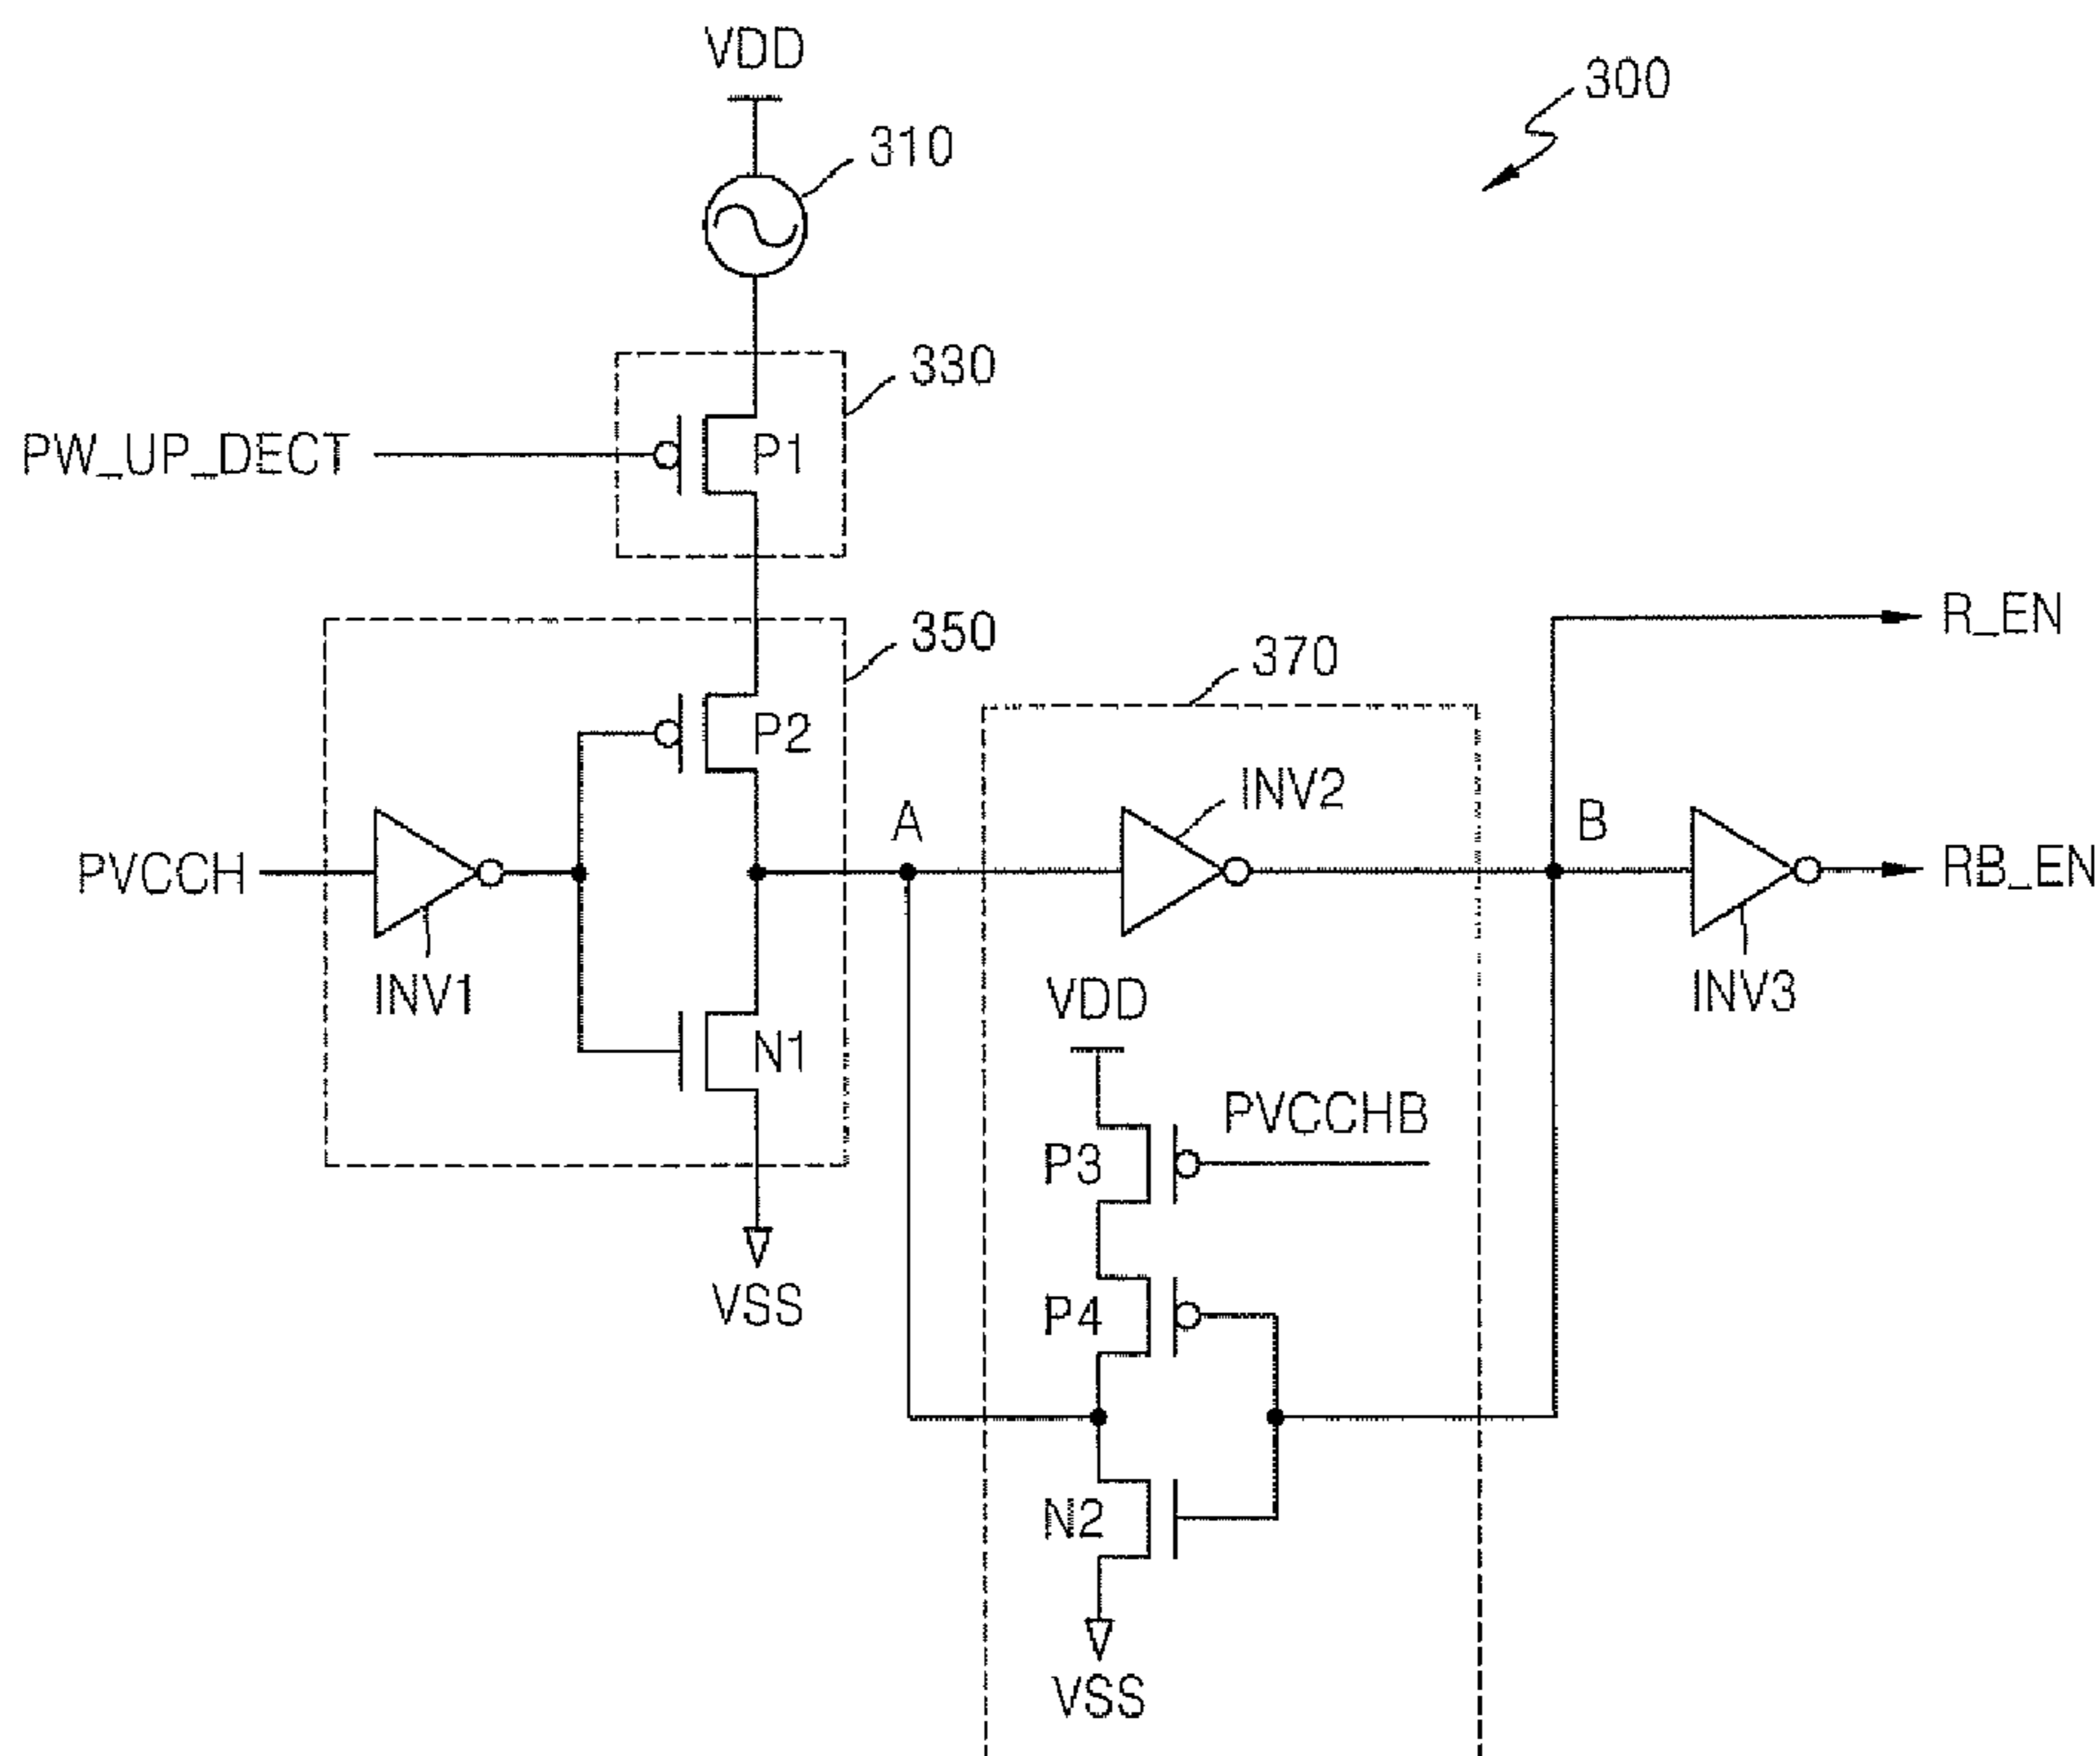 VDD
300
310
330
PW_UP_DECT
P1
R_EN
350
370
P2
INV2
A
B
PVCCH
RB_EN
INV1
INV3
VDD
N1
PVCCHB
P3
VSS
P4
N2
VSS